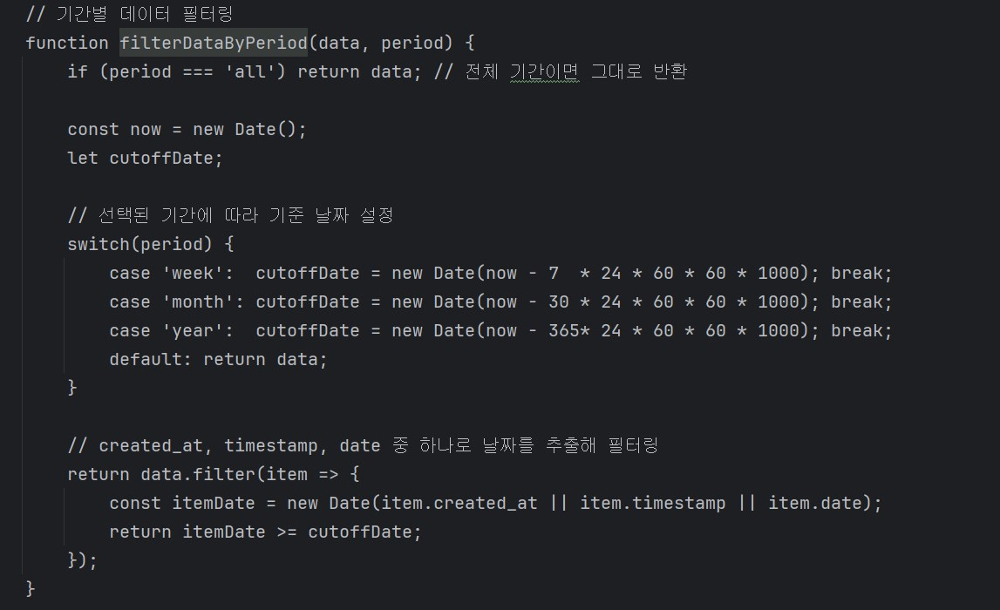 // 기간별 데이터 필터링
function filterDataByPeriod(data, period) {
    if (period === 'all') return data; // 전체 기간이면 그대로 반환

    const now = new Date();
    let cutoffDate;

    // 선택된 기간에 따라 기준 날짜 설정
    switch(period) {
        case 'week':  cutoffDate = new Date(now - 7  * 24 * 60 * 60 * 1000); break;
        case 'month': cutoffDate = new Date(now - 30 * 24 * 60 * 60 * 1000); break;
        case 'year':  cutoffDate = new Date(now - 365* 24 * 60 * 60 * 1000); break;
        default: return data;
    }

    // created_at, timestamp, date 중 하나로 날짜를 추출해 필터링
    return data.filter(item => {
        const itemDate = new Date(item.created_at || item.timestamp || item.date);
        return itemDate >= cutoffDate;
    });
}